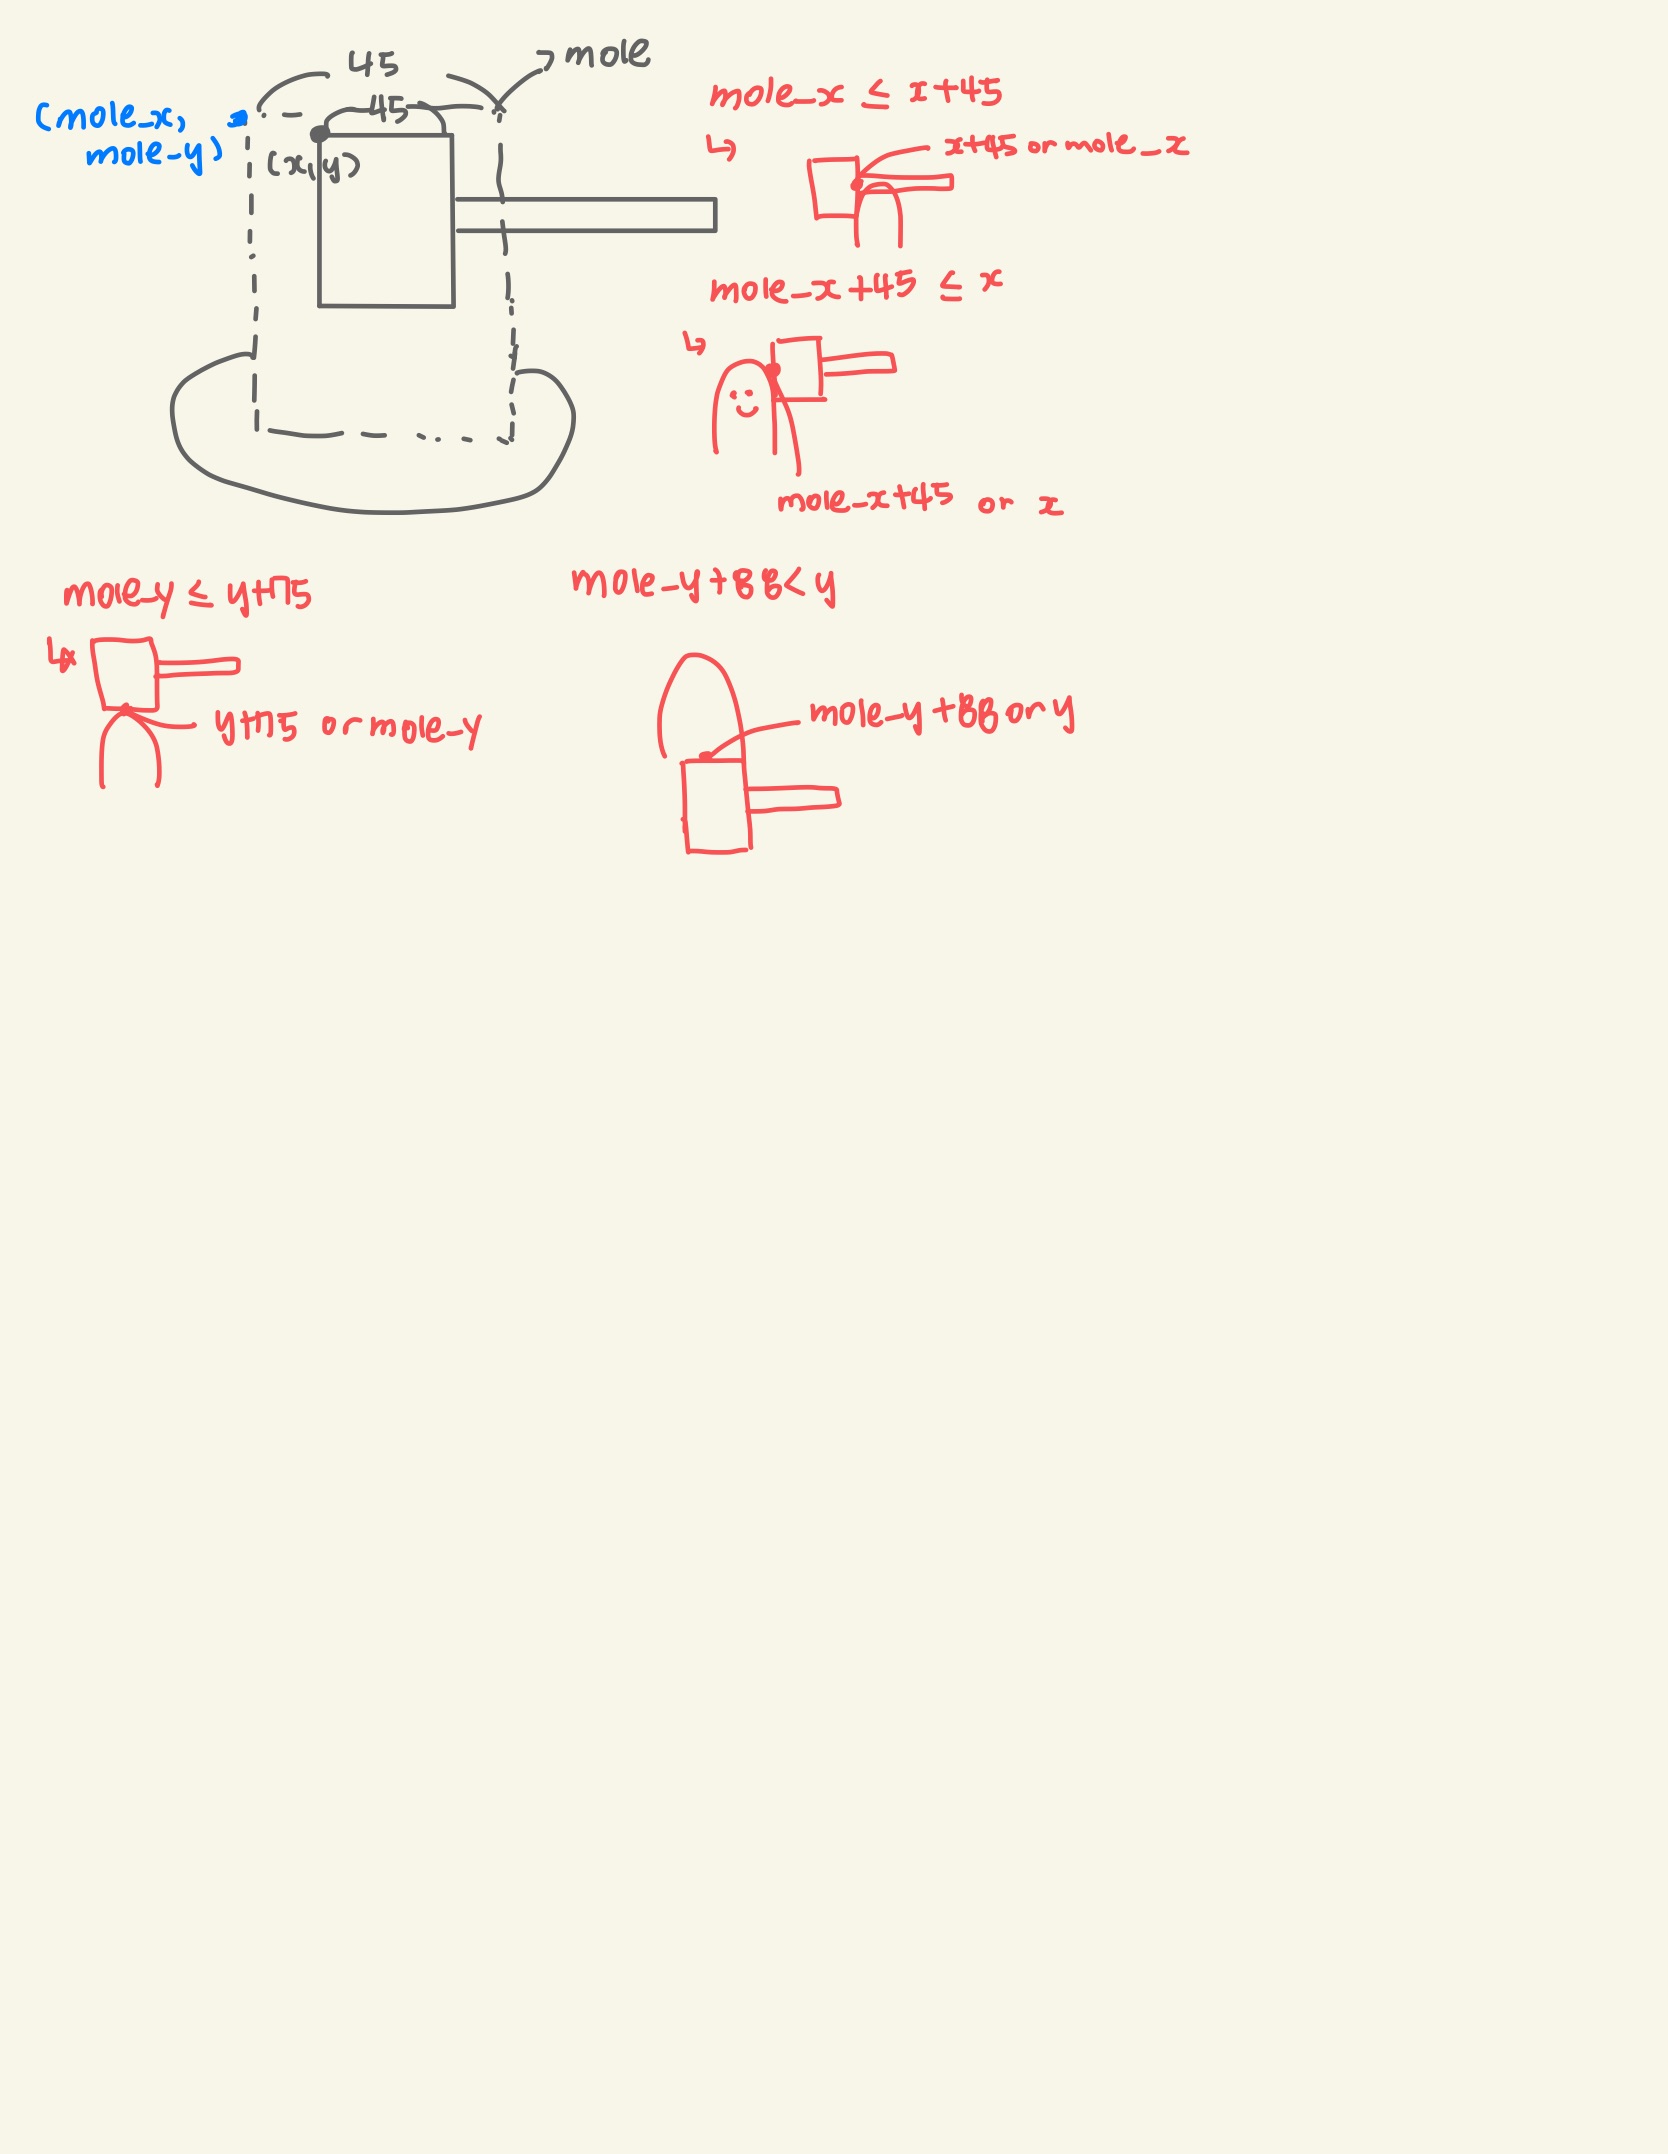 45
mole
45
(mole_x,
mole-y)
(x,y)
mole_x ≤ x+45
x+45 or mole_x
mole_x+45 ≤ x
mole_x+45 or x
mole_y ≤ y+75
y+75 or mole_y
mole_y+88<y
mole_y+88 or y